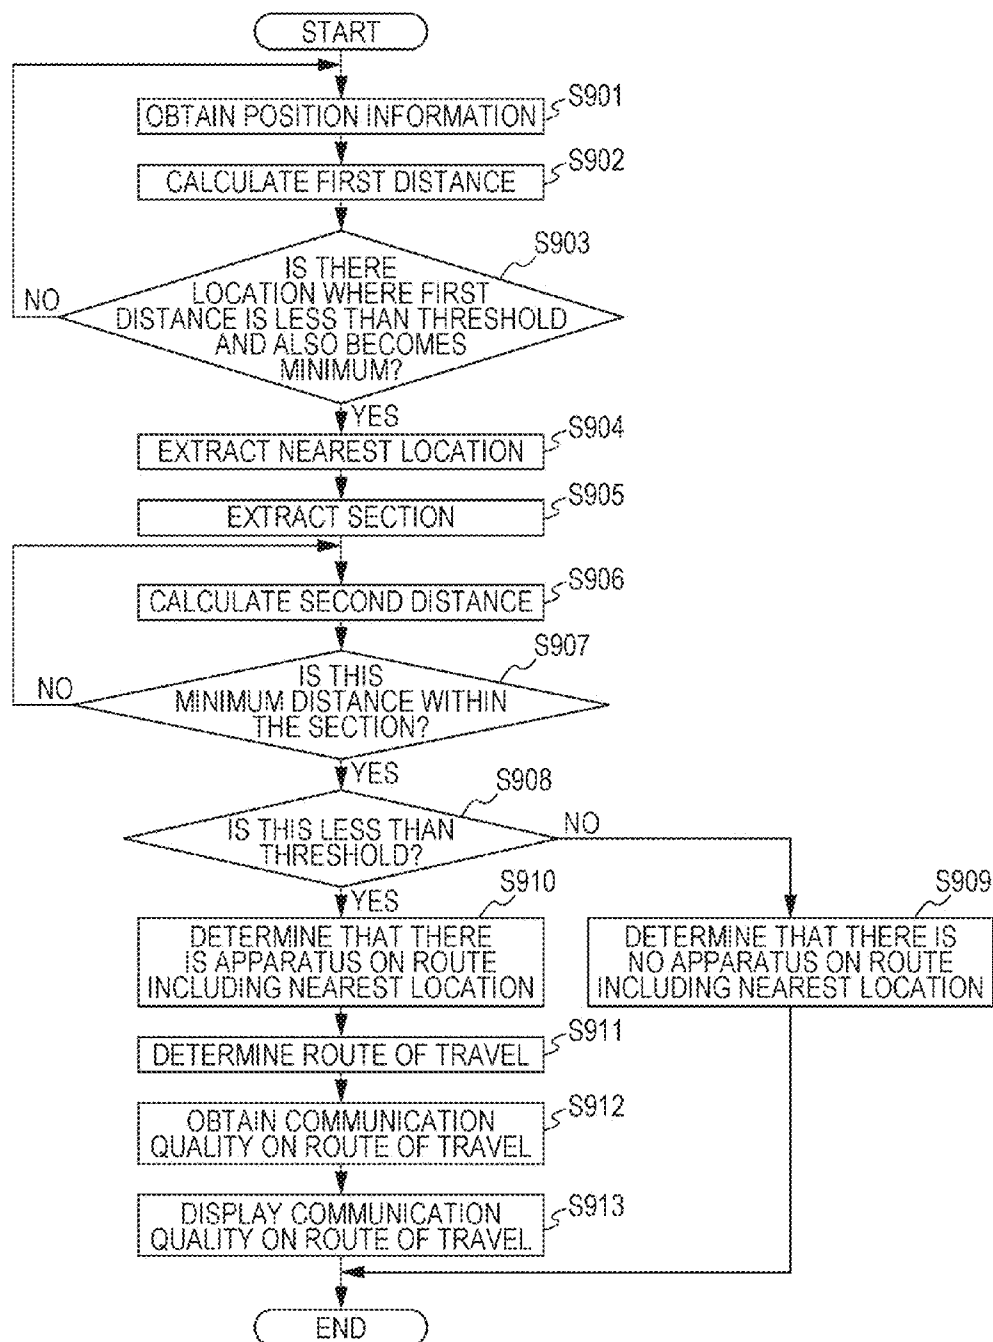 START
OBTAIN POSITION INFORMATION
S901
CALCULATE FIRST DISTANCE
S902
S903
IS THERE
LOCATION WHERE FIRST
DISTANCE IS LESS THAN THRESHOLD
AND ALSO BECOMES
MINIMUM?
NO
YES
EXTRACT NEAREST LOCATION
S904
EXTRACT SECTION
S905
CALCULATE SECOND DISTANCE
S906
S907
IS THIS
MINIMUM DISTANCE WITHIN
THE SECTION?
NO
YES
S908
IS THIS LESS THAN
THRESHOLD?
NO
YES
S910
DETERMINE THAT THERE
IS APPARATUS ON ROUTE
INCLUDING NEAREST LOCATION
S909
DETERMINE THAT THERE IS
NO APPARATUS ON ROUTE
INCLUDING NEAREST LOCATION
DETERMINE ROUTE OF TRAVEL
S911
OBTAIN COMMUNICATION
QUALITY ON ROUTE OF TRAVEL
S912
DISPLAY COMMUNICATION
QUALITY ON ROUTE OF TRAVEL
S913
END